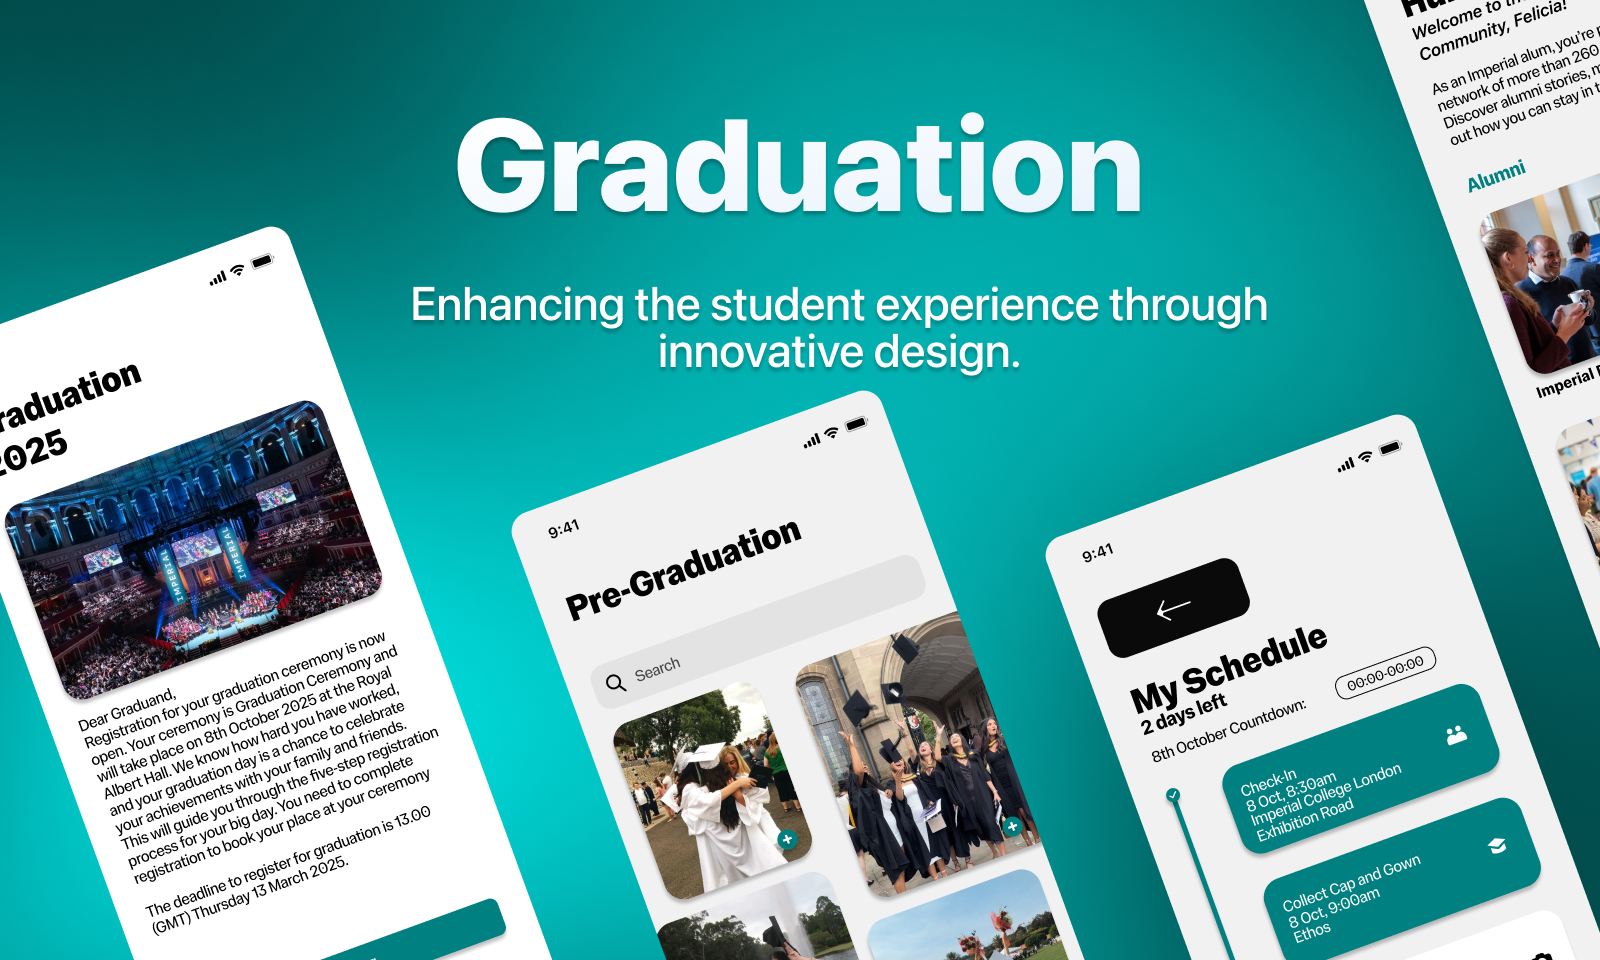 Graduation
Enhancing the student experience through
innovative design.
raduation
2025
IMPERIAL
IMPERIAL
Dear Graduand,
Registration for your graduation ceremony is now
open. Your ceremony is Graduation Ceremony and
will take place on 8th October 2025 at the Royal
Albert Hall. We know how hard you have worked,
and your graduation day is a chance to celebrate
your achievements with your family and friends.
This will guide you through the five-step registration
process for your big day. You need to complete
registration to book your place at your ceremony
The deadline to register for graduation is 13.00
(GMT) Thursday 13 March 2025.
9:41
Pre-Graduation
Search
9:41
My Schedule
2 days left
8th October Countdown:
00:00-00:00
Check-In
8 Oct, 8:30am
Imperial College London
Exhibition Road
Collect Cap and Gown
8 Oct, 9:00am
Ethos
Welcome to th
Community, Felicia!
As an Imperial alum, you're p
network of more than 260
Discover alumni stories, m
out how you can stay in t
Alumni
Imperial